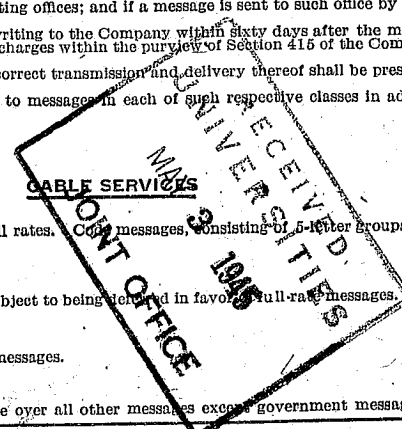 ting offices; and if a message is sent to such office by
writing to the Company within sixty days after the m
charges within the purview of Section 415 of the Com
correct transmission and delivery thereof shall be pres
to messages in each of such respective classes in ad
CABLE SERVICES
ll rates. Code messages, consisting of 5-letter groups
bject to being deferred in favor of full-rate messages.
messages.
e over all other messages except government messag
RECEIVED
UNIVERSITIES
MAY 3 1945
JOINT OFFICE